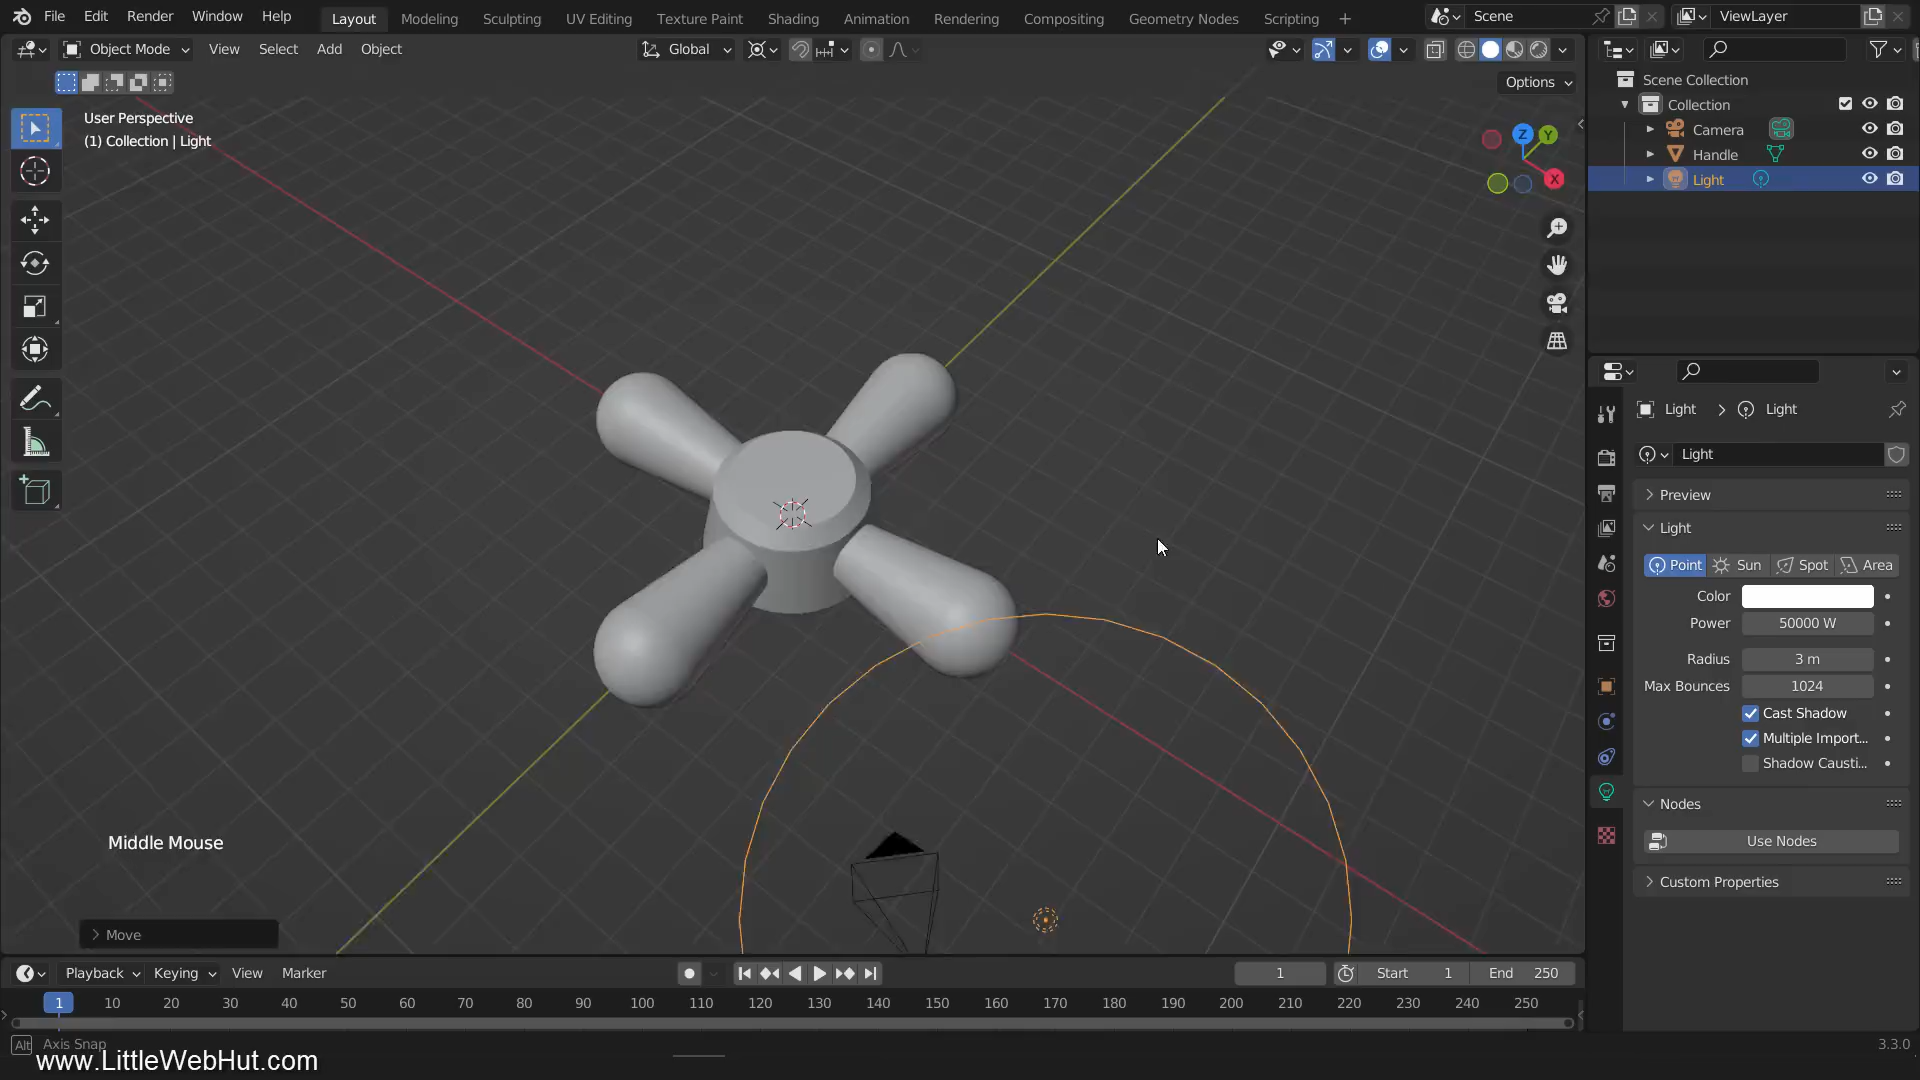 File Edit Render Window Help Layout Modeling Sculpting UV Editing Texture Paint Shading Animation Rendering Compositing Geometry Nodes Scripting + Scene ViewLayer
Object Mode View Select Add Object Global
Options
User Perspective
(1) Collection | Light
Z Y X
Scene Collection
Collection
Camera
Handle
Light
Light > Light
Light
Preview
Light
Point Sun Spot Area
Color
Power 50000 W
Radius 3 m
Max Bounces 1024
Cast Shadow
Multiple Import...
Shadow Causti...
Nodes
Use Nodes
Custom Properties
Middle Mouse
Move
Playback Keying View Marker 1 Start 1 End 250
1 10 20 30 40 50 60 70 80 90 100 110 120 130 140 150 160 170 180 190 200 210 220 230 240 250
Alt Axis Snap 3.3.0
www.LittleWebHut.com